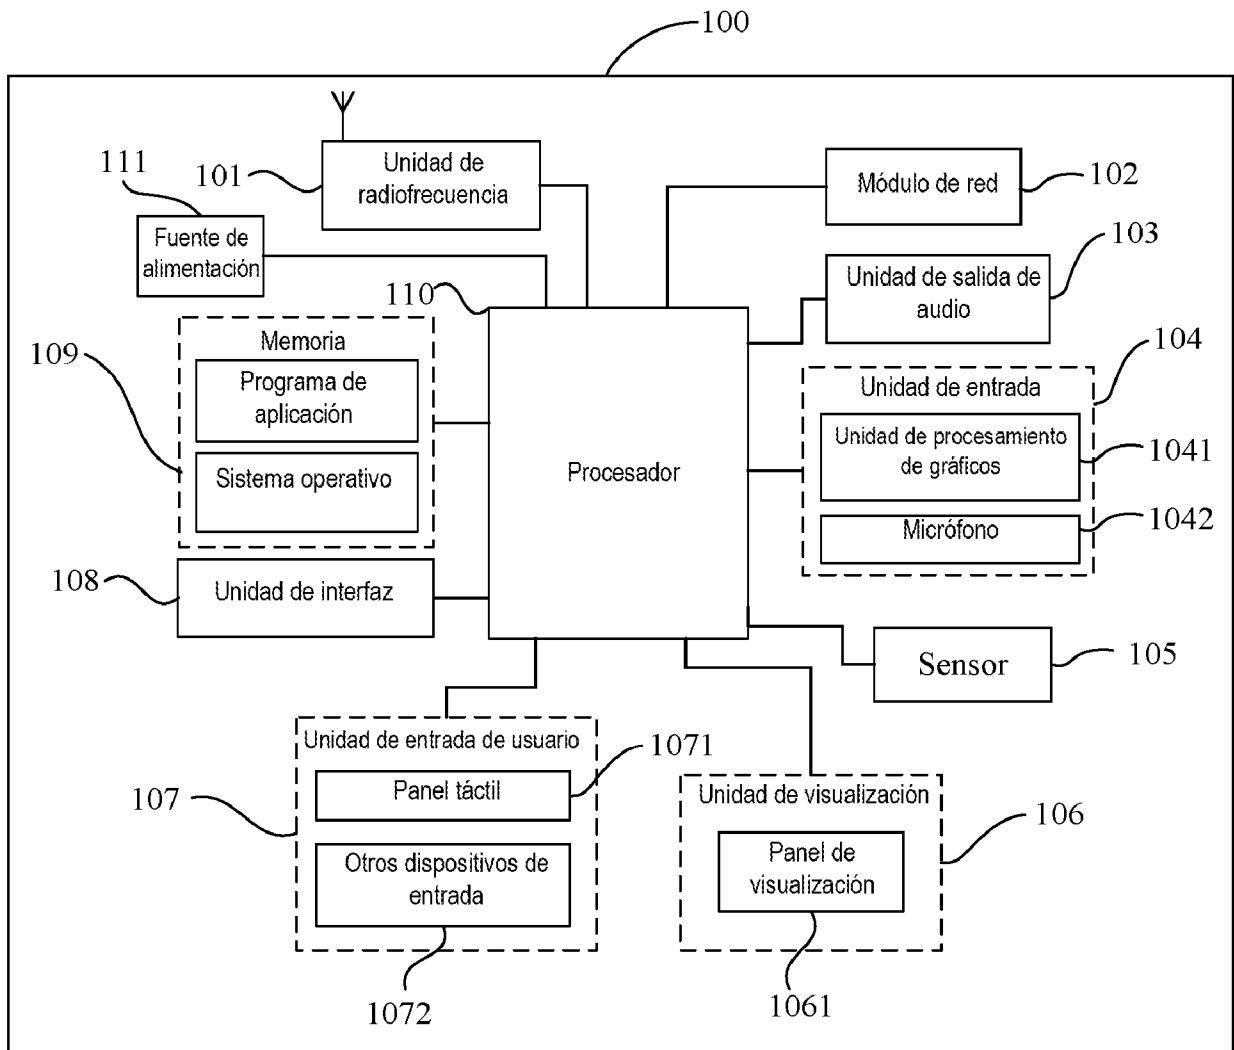 100
111
101
Unidad de
radiofrecuencia
Módulo de red
102
Fuente de
alimentación
103
Unidad de salida de
audio
110
109
Memoria
Programa de
aplicación
Sistema operativo
Procesador
104
Unidad de entrada
Unidad de procesamiento
de gráficos
1041
Micrófono
1042
108
Unidad de interfaz
Sensor
105
Unidad de entrada de usuario
1071
Panel táctil
107
Otros dispositivos de
entrada
1072
Unidad de visualización
106
Panel de
visualización
1061